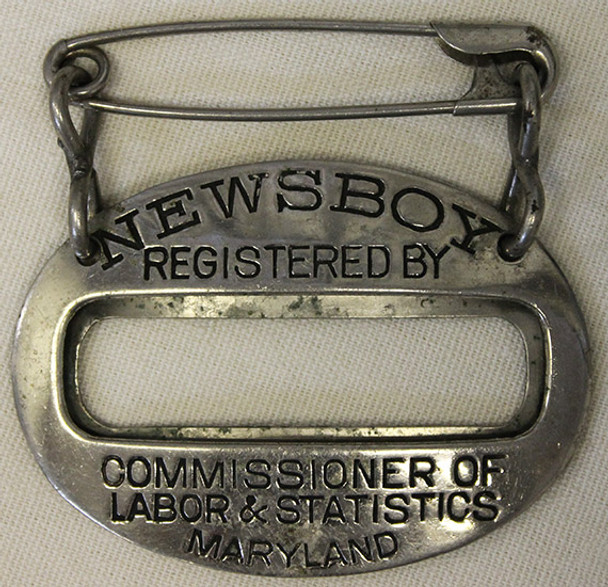 NEWSBOY
REGISTERED BY
COMMISSIONER OF
LABOR & STATISTICS
MARYLAND